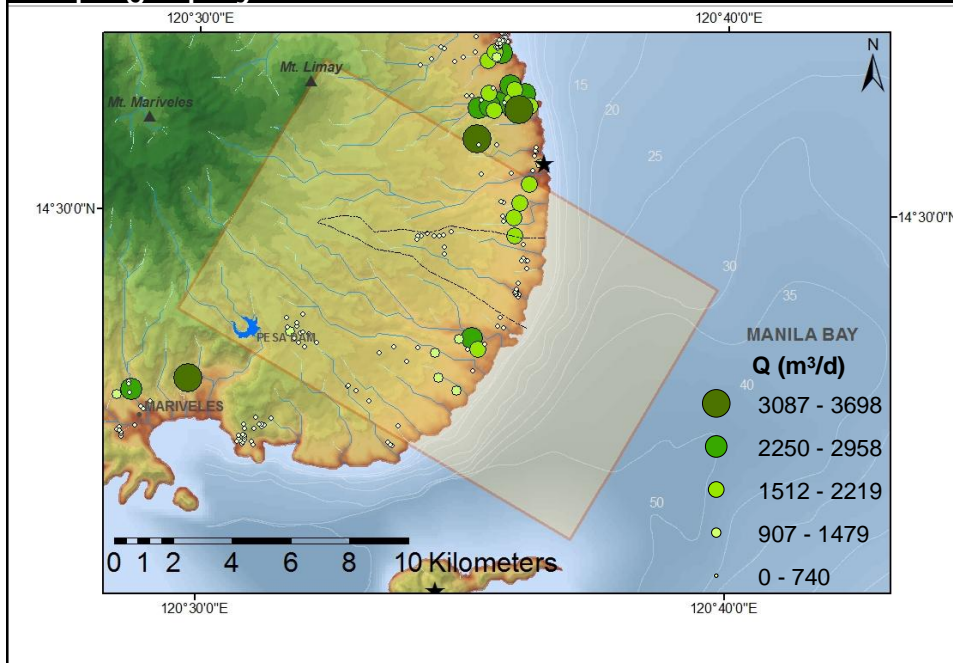 120°30'0"E 120°40'0"E
N
Mt. Limay
Mt. Mariveles
15
20
25
14°30'0"N 14°30'0"N
30
35
PESA DAM
MANILA BAY
Q (m³/d)
40
MARIVELES
3087 - 3698
2250 - 2958
1512 - 2219
50
907 - 1479
0 1 2 4 6 8 10 Kilometers
0 - 740
120°30'0"E 120°40'0"E